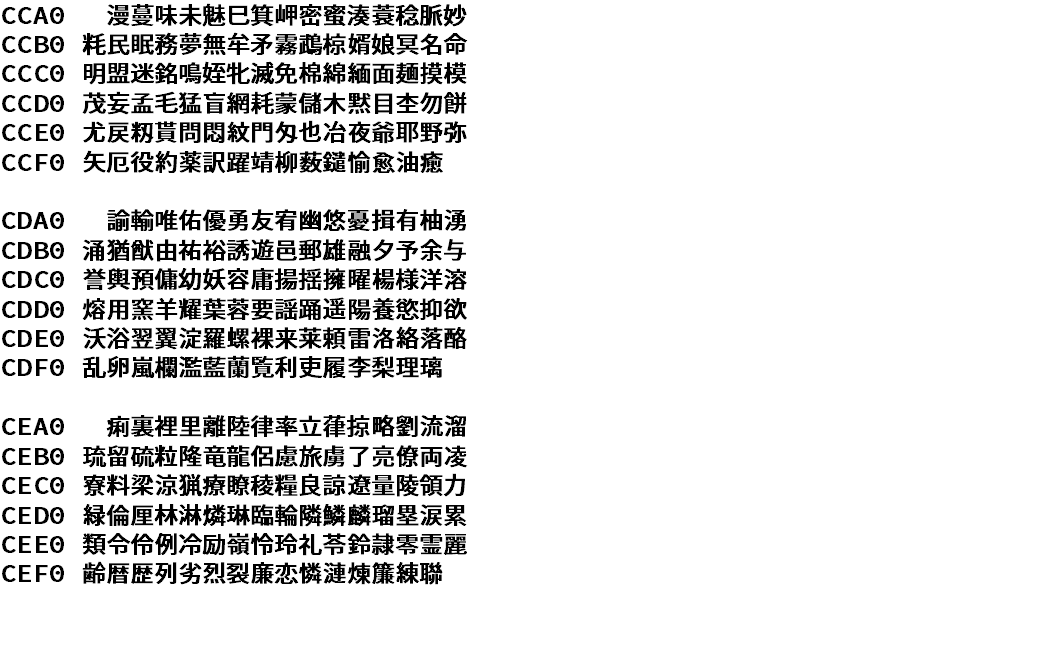 CCA0 漫蔓味未魅巳箕岬密蜜湊蓑稔脈妙
CCB0 粍民眠務夢無牟矛霧鵡椋婿娘冥名命
CCC0 明盟迷銘鳴姪牝滅免棉綿緬面麺摸模
CCD0 茂妄孟毛猛盲網耗蒙儲木黙目杢勿餅
CCE0 尤戻籾貰問悶紋門匁也冶夜爺耶野弥
CCF0 矢厄役約薬訳躍靖柳薮鑓愉愈油癒
CDA0 諭輸唯佑優勇友宥幽悠憂揖有柚湧
CDB0 涌猶猷由祐裕誘遊邑郵雄融夕予余与
CDC0 誉輿預傭幼妖容庸揚揺擁曜楊様洋溶
CDD0 熔用窯羊耀葉蓉要謡踊遥陽養慾抑欲
CDE0 沃浴翌翼淀羅螺裸来莱頼雷洛絡落酪
CDF0 乱卵嵐欄濫藍蘭覧利吏履李梨理璃
CEA0 痢裏裡里離陸律率立葎掠略劉流溜
CEB0 琉留硫粒隆竜龍侶慮旅虜了亮僚両凌
CEC0 寮料梁涼猟療瞭稜糧良諒遼量陵領力
CED0 緑倫厘林淋燐琳臨輪隣鱗麟瑠塁涙累
CEE0 類令伶例冷励嶺怜玲礼苓鈴隷零霊麗
CEF0 齢暦歴列劣烈裂廉恋憐漣煉簾練聯